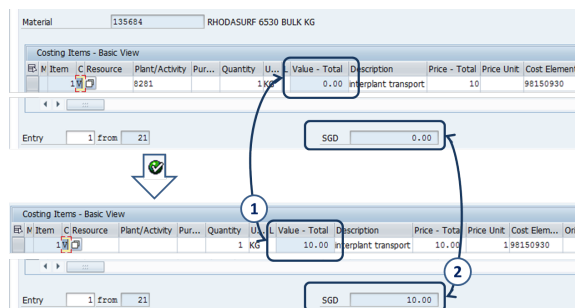 Material 135684 RHODASURF 6530 BULK KG
Costing Items - Basic View
M Item C Resource Plant/Activity Pur... Quantity U... L Value - Total Description Price - Total Price Unit Cost Element
1 V 8281 1 KG 0.00 interplant transport 10 98150930
Entry 1 from 21 SGD 0.00
1
Costing Items - Basic View
M Item C Resource Plant/Activity Pur... Quantity U... L Value - Total Description Price - Total Price Unit Cost Elem... Ori
1 V 1 KG 10.00 interplant transport 10.00 1 98150930
2
Entry 1 from 21 SGD 10.00